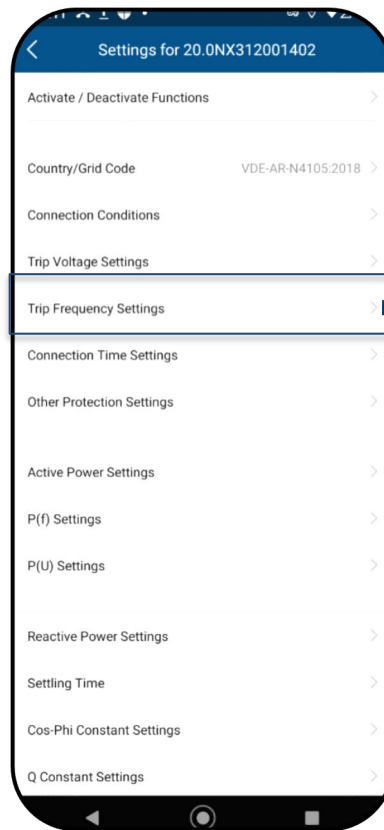 Settings for 20.0NX312001402
Activate / Deactivate Functions
Country/Grid Code VDE-AR-N4105:2018
Connection Conditions
Trip Voltage Settings
Trip Frequency Settings
Connection Time Settings
Other Protection Settings
Active Power Settings
P(f) Settings
P(U) Settings
Reactive Power Settings
Settling Time
Cos-Phi Constant Settings
Q Constant Settings